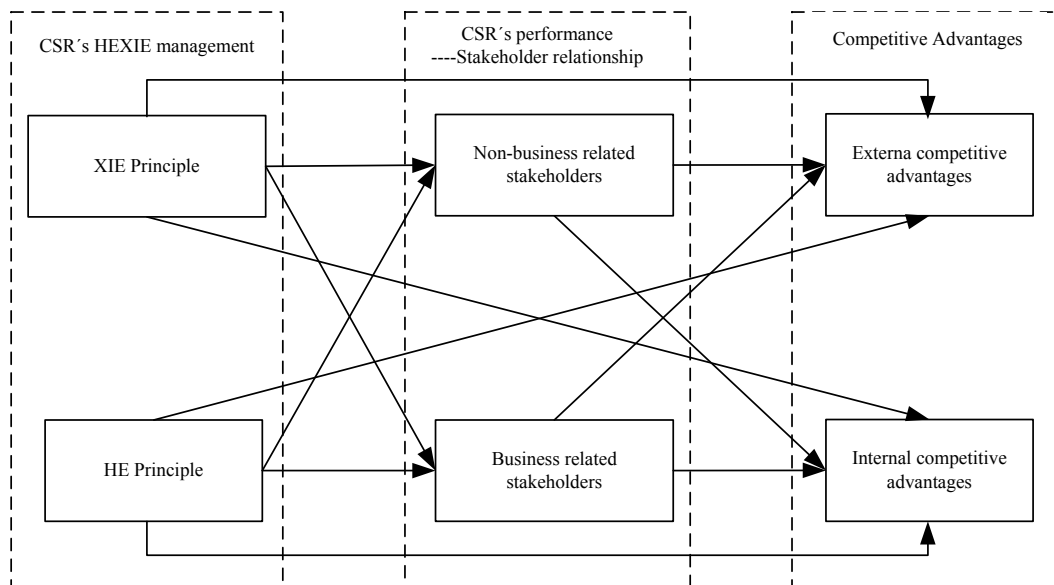 CSR´s HEXIE management
CSR´s performance
----Stakeholder relationship
Competitive Advantages
XIE Principle
Non-business related
stakeholders
Externa competitive
advantages
HE Principle
Business related
stakeholders
Internal competitive
advantages